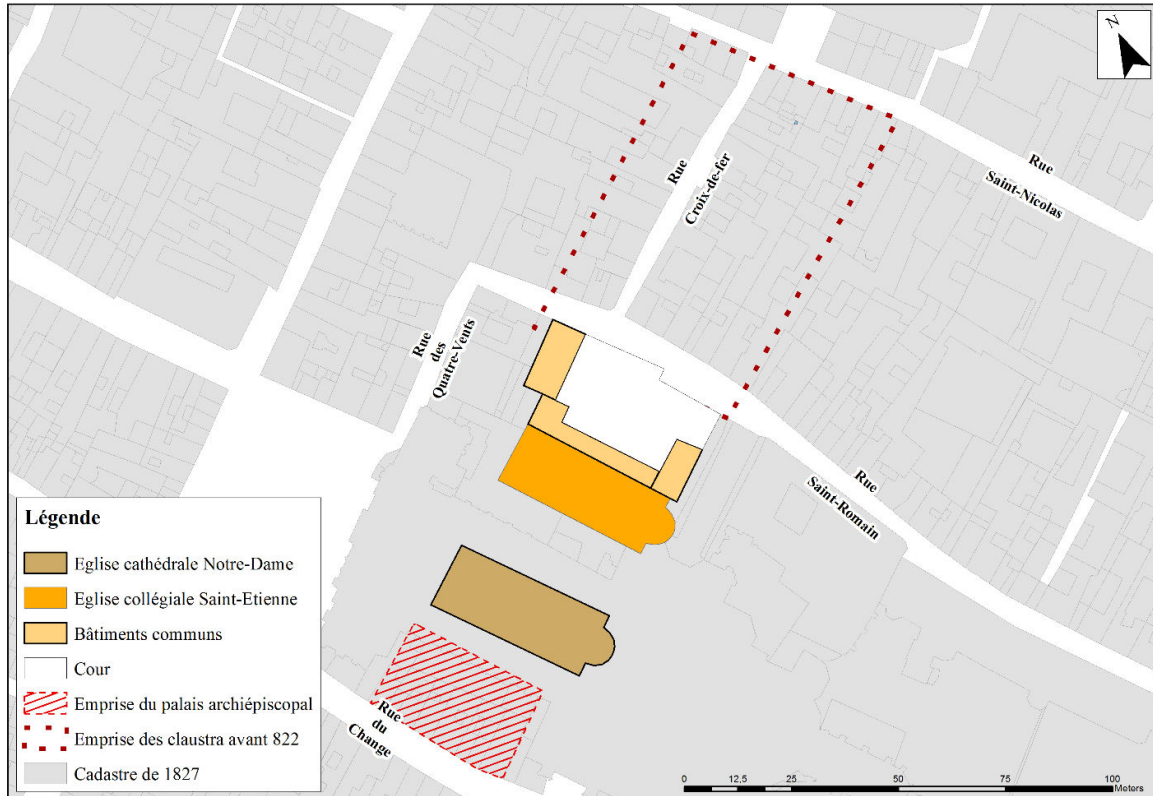 N
Rue
Saint-Nicolas
Rue
Croix-de-fer
Rue
des
Quatre-Vents
Rue
Saint-Romain
Légende
Eglise cathédrale Notre-Dame
Eglise collégiale Saint-Etienne
Bâtiments communs
Cour
Emprise du palais archiépiscopal
Emprise des claustra avant 822
Cadastre de 1827
Rue
du
Change
0 12,5 25 50 75 100
Meters